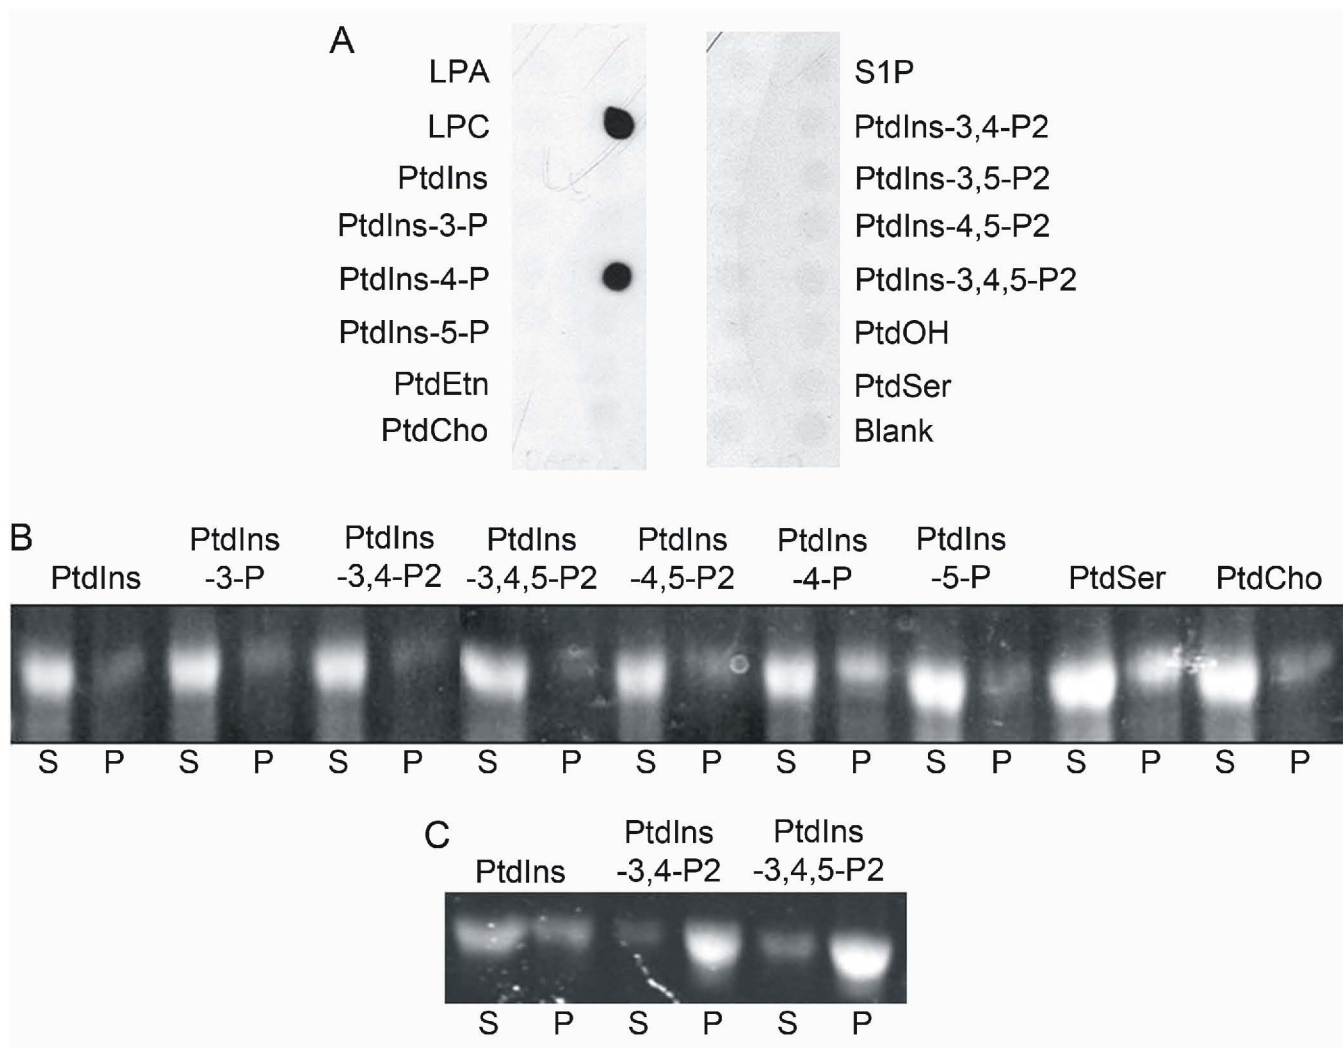 A
LPA
LPC
PtdIns
PtdIns-3-P
PtdIns-4-P
PtdIns-5-P
PtdEtn
PtdCho
S1P
PtdIns-3,4-P2
PtdIns-3,5-P2
PtdIns-4,5-P2
PtdIns-3,4,5-P2
PtdOH
PtdSer
Blank
B
PtdIns
PtdIns
-3-P
PtdIns
-3,4-P2
PtdIns
-3,4,5-P2
PtdIns
-4,5-P2
PtdIns
-4-P
PtdIns
-5-P
PtdSer
PtdCho
S P S P S P S P S P S P S P S P S P
C
PtdIns
PtdIns
-3,4-P2
PtdIns
-3,4,5-P2
S P S P S P